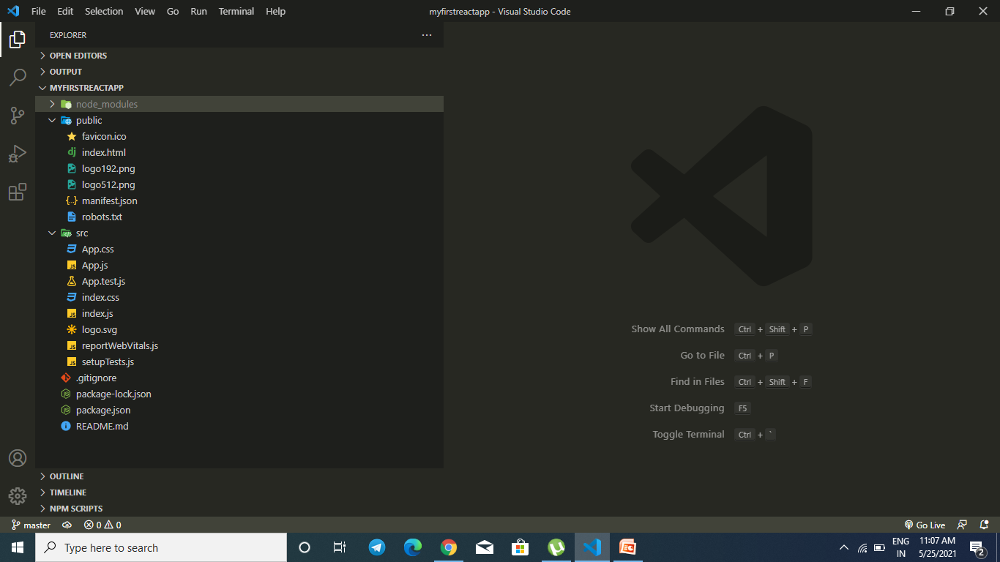 File Edit Selection View Go Run Terminal Help myfirstreactapp - Visual Studio Code
EXPLORER
OPEN EDITORS
OUTPUT
MYFIRSTREACTAPP
node_modules
public
favicon.ico
dj index.html
logo192.png
logo512.png
{..} manifest.json
robots.txt
src
App.css
JS App.js
App.test.js
index.css
JS index.js
logo.svg
JS reportWebVitals.js
JS setupTests.js
.gitignore
package-lock.json
package.json
README.md
OUTLINE
TIMELINE
NPM SCRIPTS
Show All Commands Ctrl + Shift + P
Go to File Ctrl + P
Find in Files Ctrl + Shift + F
Start Debugging F5
Toggle Terminal Ctrl + `
master 0 0 Go Live
Type here to search
ENG
IN
11:07 AM
5/25/2021
2